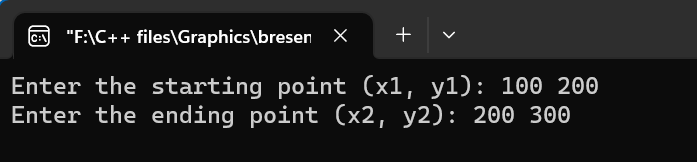 "F:\C++ files\Graphics\bresen
Enter the starting point (x1, y1): 100 200
Enter the ending point (x2, y2): 200 300